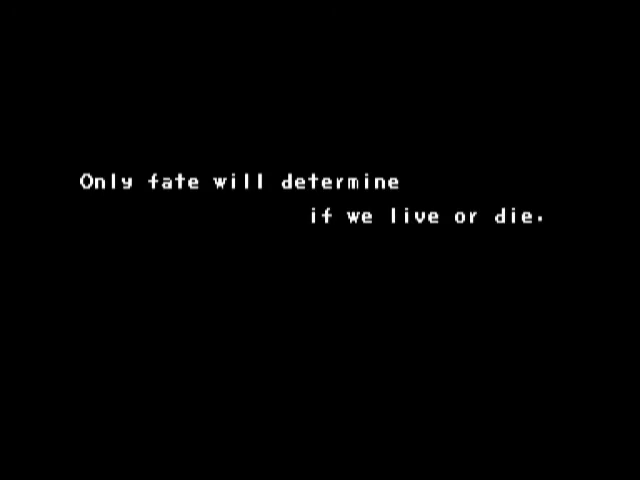 Only fate will determine
if we live or die.